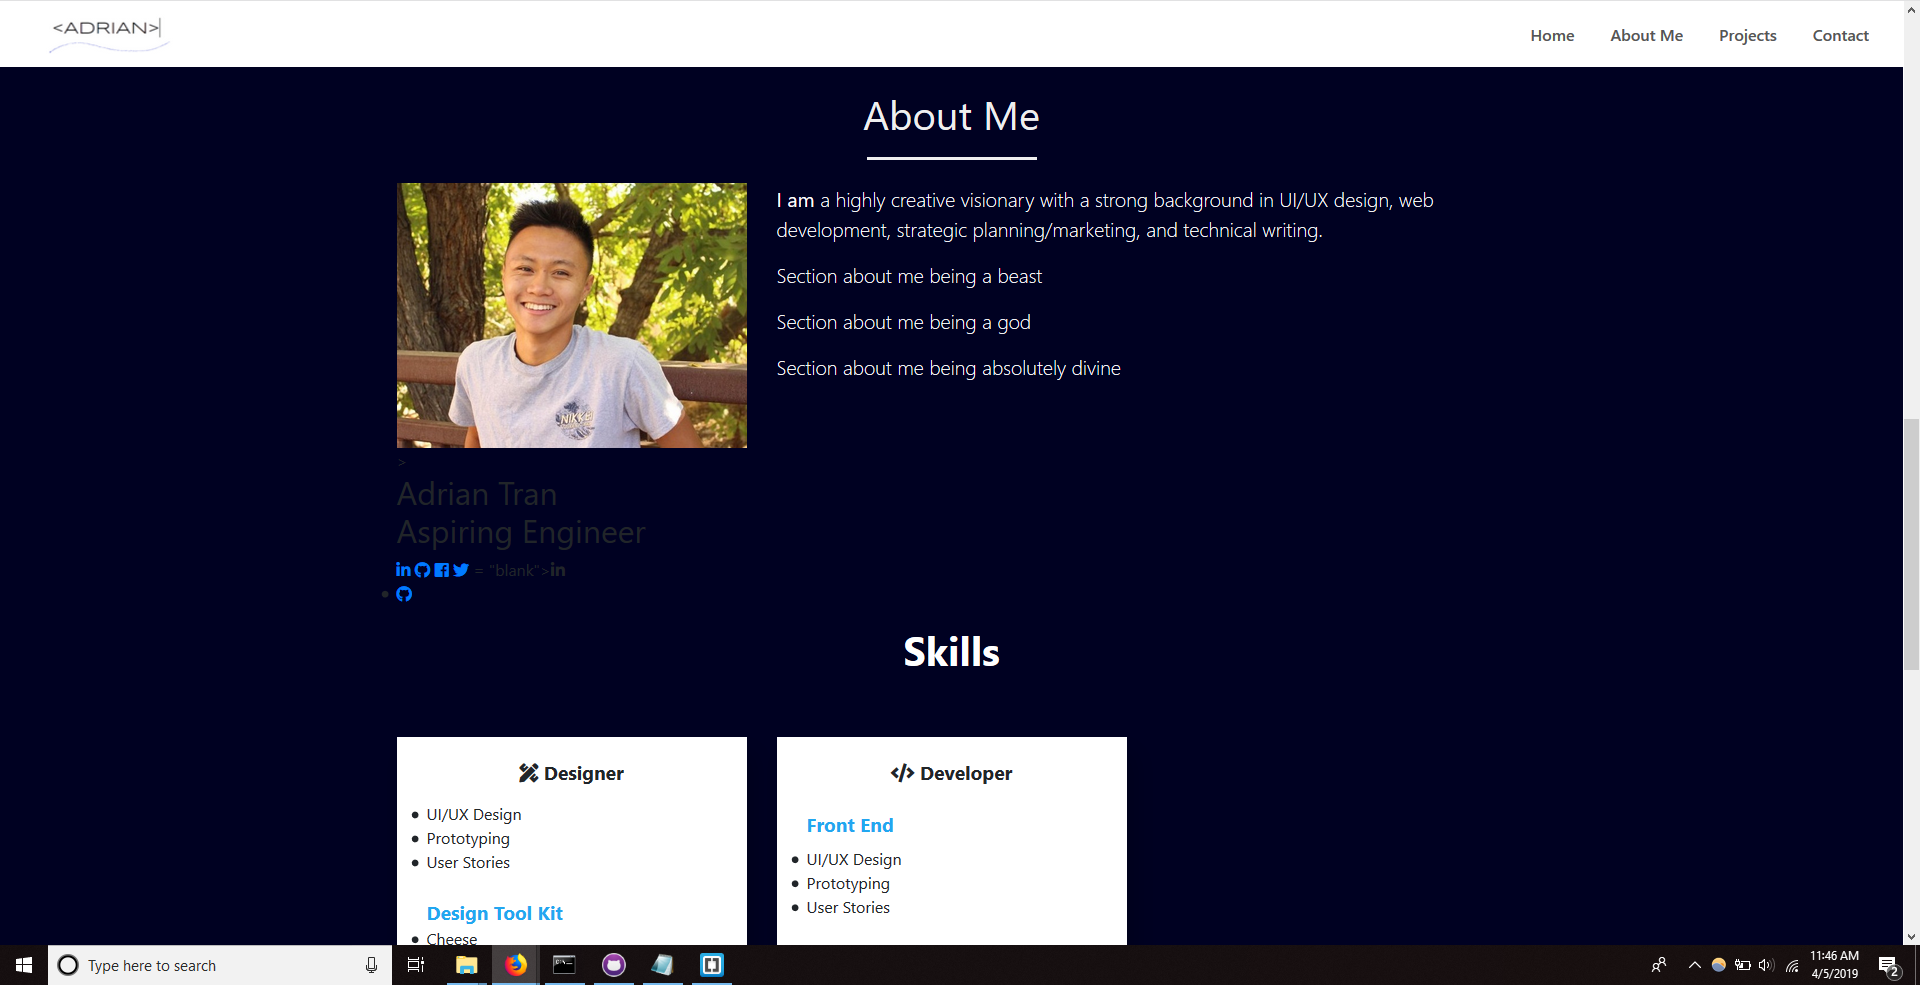 <ADRIAN>|
Home About Me Projects Contact
About Me
I am a highly creative visionary with a strong background in UI/UX design, web
development, strategic planning/marketing, and technical writing.
Section about me being a beast
Section about me being a god
Section about me being absolutely divine
NIKKEI
>
Adrian Tran
Aspiring Engineer
= "blank">
Skills
Designer
UI/UX Design
Prototyping
User Stories
Design Tool Kit
Cheese
</> Developer
Front End
UI/UX Design
Prototyping
User Stories
Type here to search
11:46 AM
4/5/2019
2